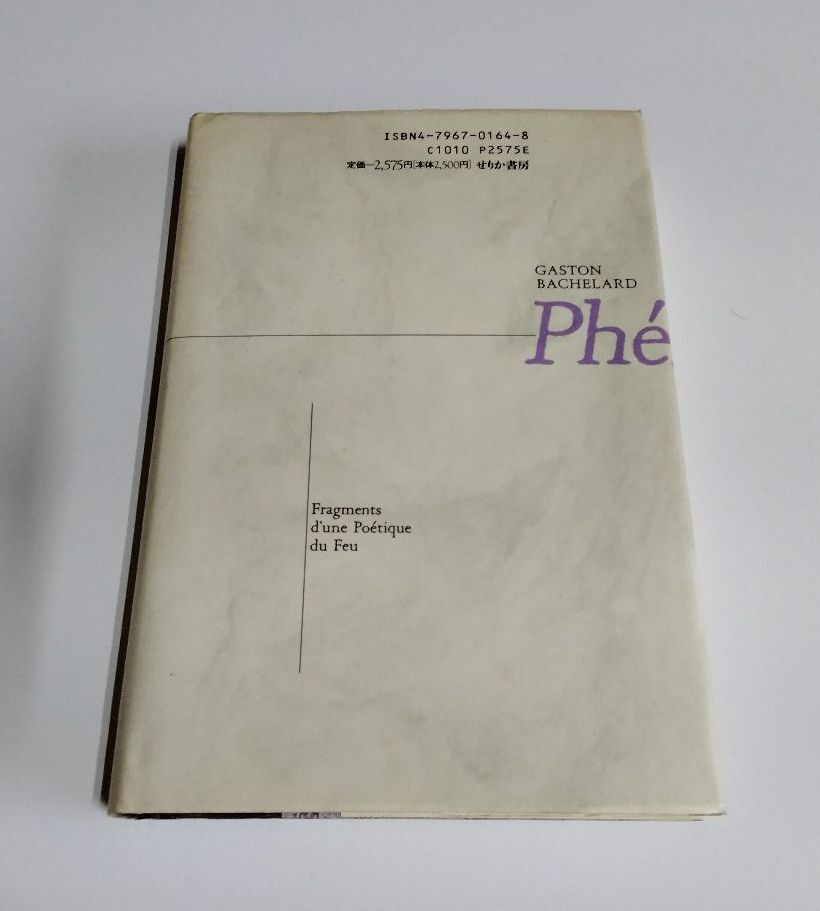 ISBN4-7967-0164-8
C1010 P2575E
定価=2,575円[本体2,500円] せりか書房
GASTON
BACHELARD
Phé
Fragments
d'une Poétique
du Feu